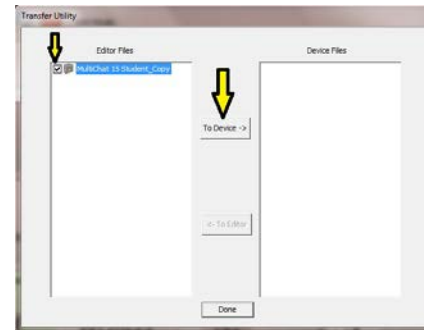 Transfer Utility
Editor Files
Device Files
MultiChat 15 Student_Copy
To Device ->
<- To Editor
Done